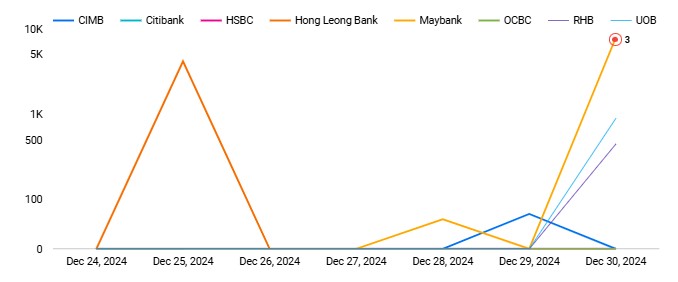 CIMB Citibank HSBC Hong Leong Bank Maybank OCBC RHB UOB
10K
3
5K
1K
500
100
0
Dec 24, 2024 Dec 25, 2024 Dec 26, 2024 Dec 27, 2024 Dec 28, 2024 Dec 29, 2024 Dec 30, 2024